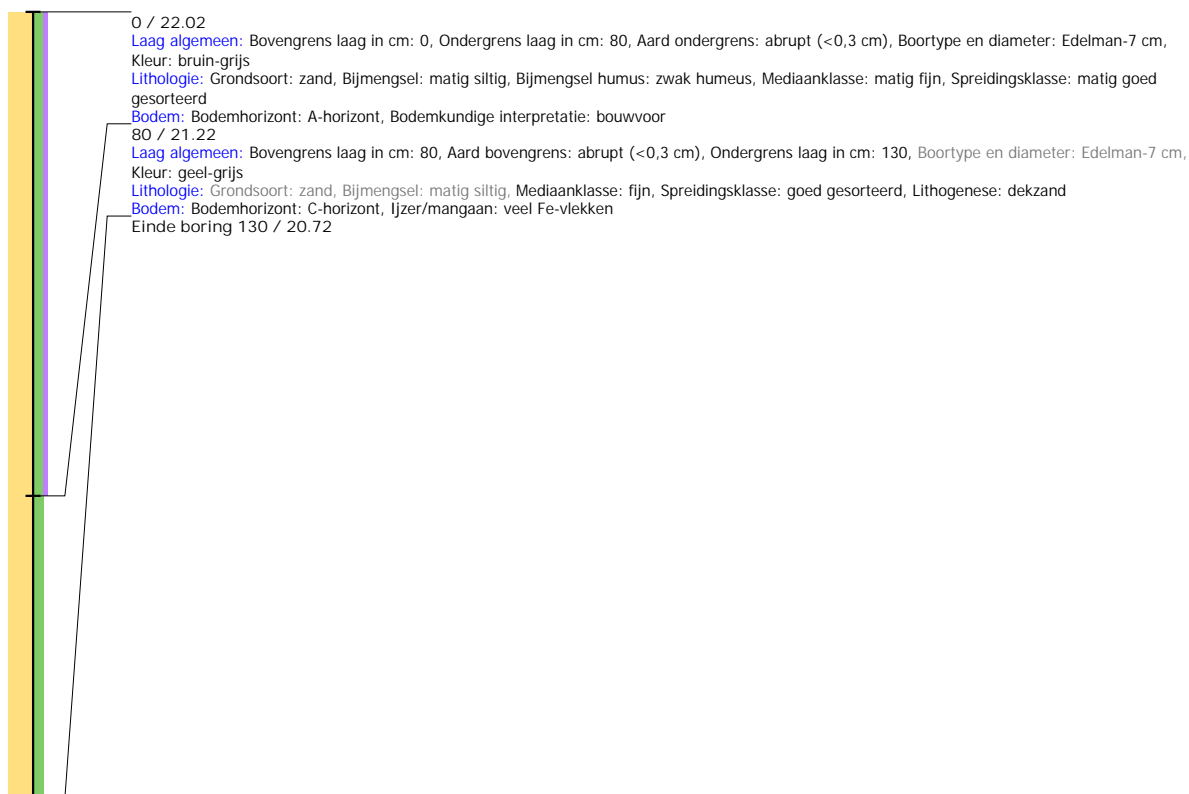 0 / 22.02
Laag algemeen: Bovengrens laag in cm: 0, Ondergrens laag in cm: 80, Aard ondergrens: abrupt (<0,3 cm), Boortype en diameter: Edelman-7 cm,
Kleur: bruin-grijs
Lithologie: Grondsoort: zand, Bijmengsel: matig siltig, Bijmengsel humus: zwak humeus, Mediaanklasse: matig fijn, Spreidingsklasse: matig goed
gesorteerd
Bodem: Bodemhorizont: A-horizont, Bodemkundige interpretatie: bouwvoor
80 / 21.22
Laag algemeen: Bovengrens laag in cm: 80, Aard bovengrens: abrupt (<0,3 cm), Ondergrens laag in cm: 130, Boortype en diameter: Edelman-7 cm,
Kleur: geel-grijs
Lithologie: Grondsoort: zand, Bijmengsel: matig siltig, Mediaanklasse: fijn, Spreidingsklasse: goed gesorteerd, Lithogenese: dekzand
Bodem: Bodemhorizont: C-horizont, Ijzer/mangaan: veel Fe-vlekken
Einde boring 130 / 20.72